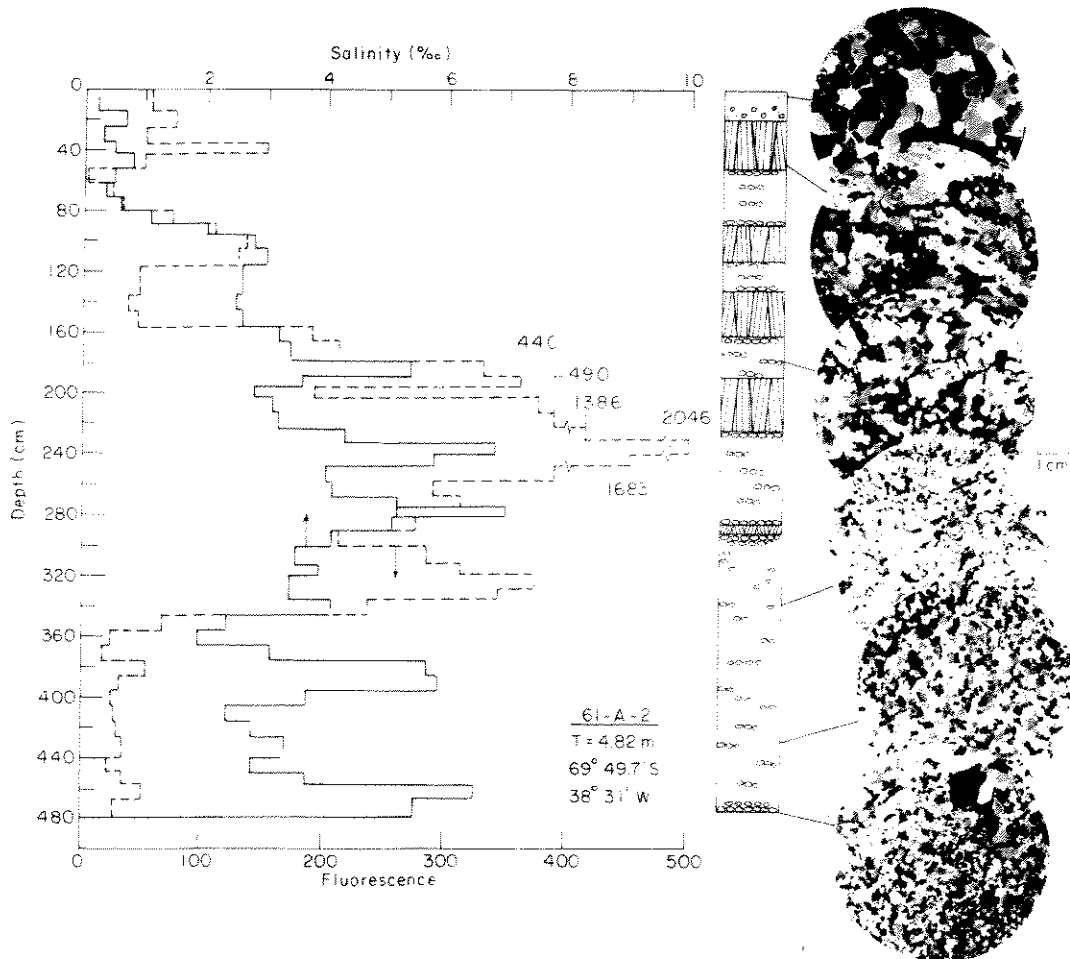 Salinity (‰)
0 2 4 6 8 10
0
40
80
120
160
200
240
280
320
360
400
440
480
Depth (cm)
440
490
1386
2046
1683
1 cm
61-A-2
T = 4.82 m
69° 49.7' S
38° 31' W
0 100 200 300 400 500
Fluorescence